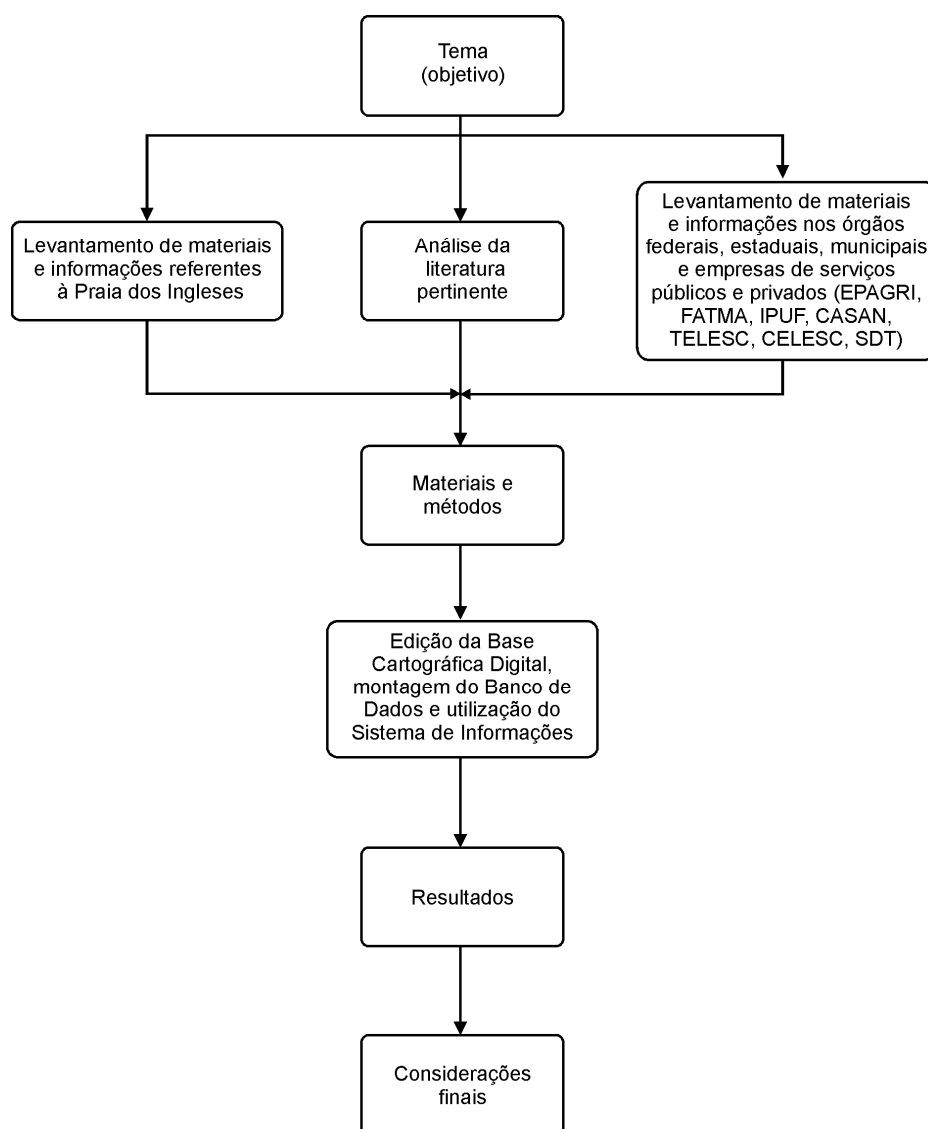 Tema
(objetivo)
Levantamento de materiais
e informações referentes
à Praia dos Ingleses
Análise da
literatura
pertinente
Levantamento de materiais
e informações nos órgãos
federais, estaduais, municipais
e empresas de serviços
públicos e privados (EPAGRI,
FATMA, IPUF, CASAN,
TELESC, CELESC, SDT)
Materiais e
métodos
Edição da Base
Cartográfica Digital,
montagem do Banco de
Dados e utilização do
Sistema de Informações
Resultados
Considerações
finais